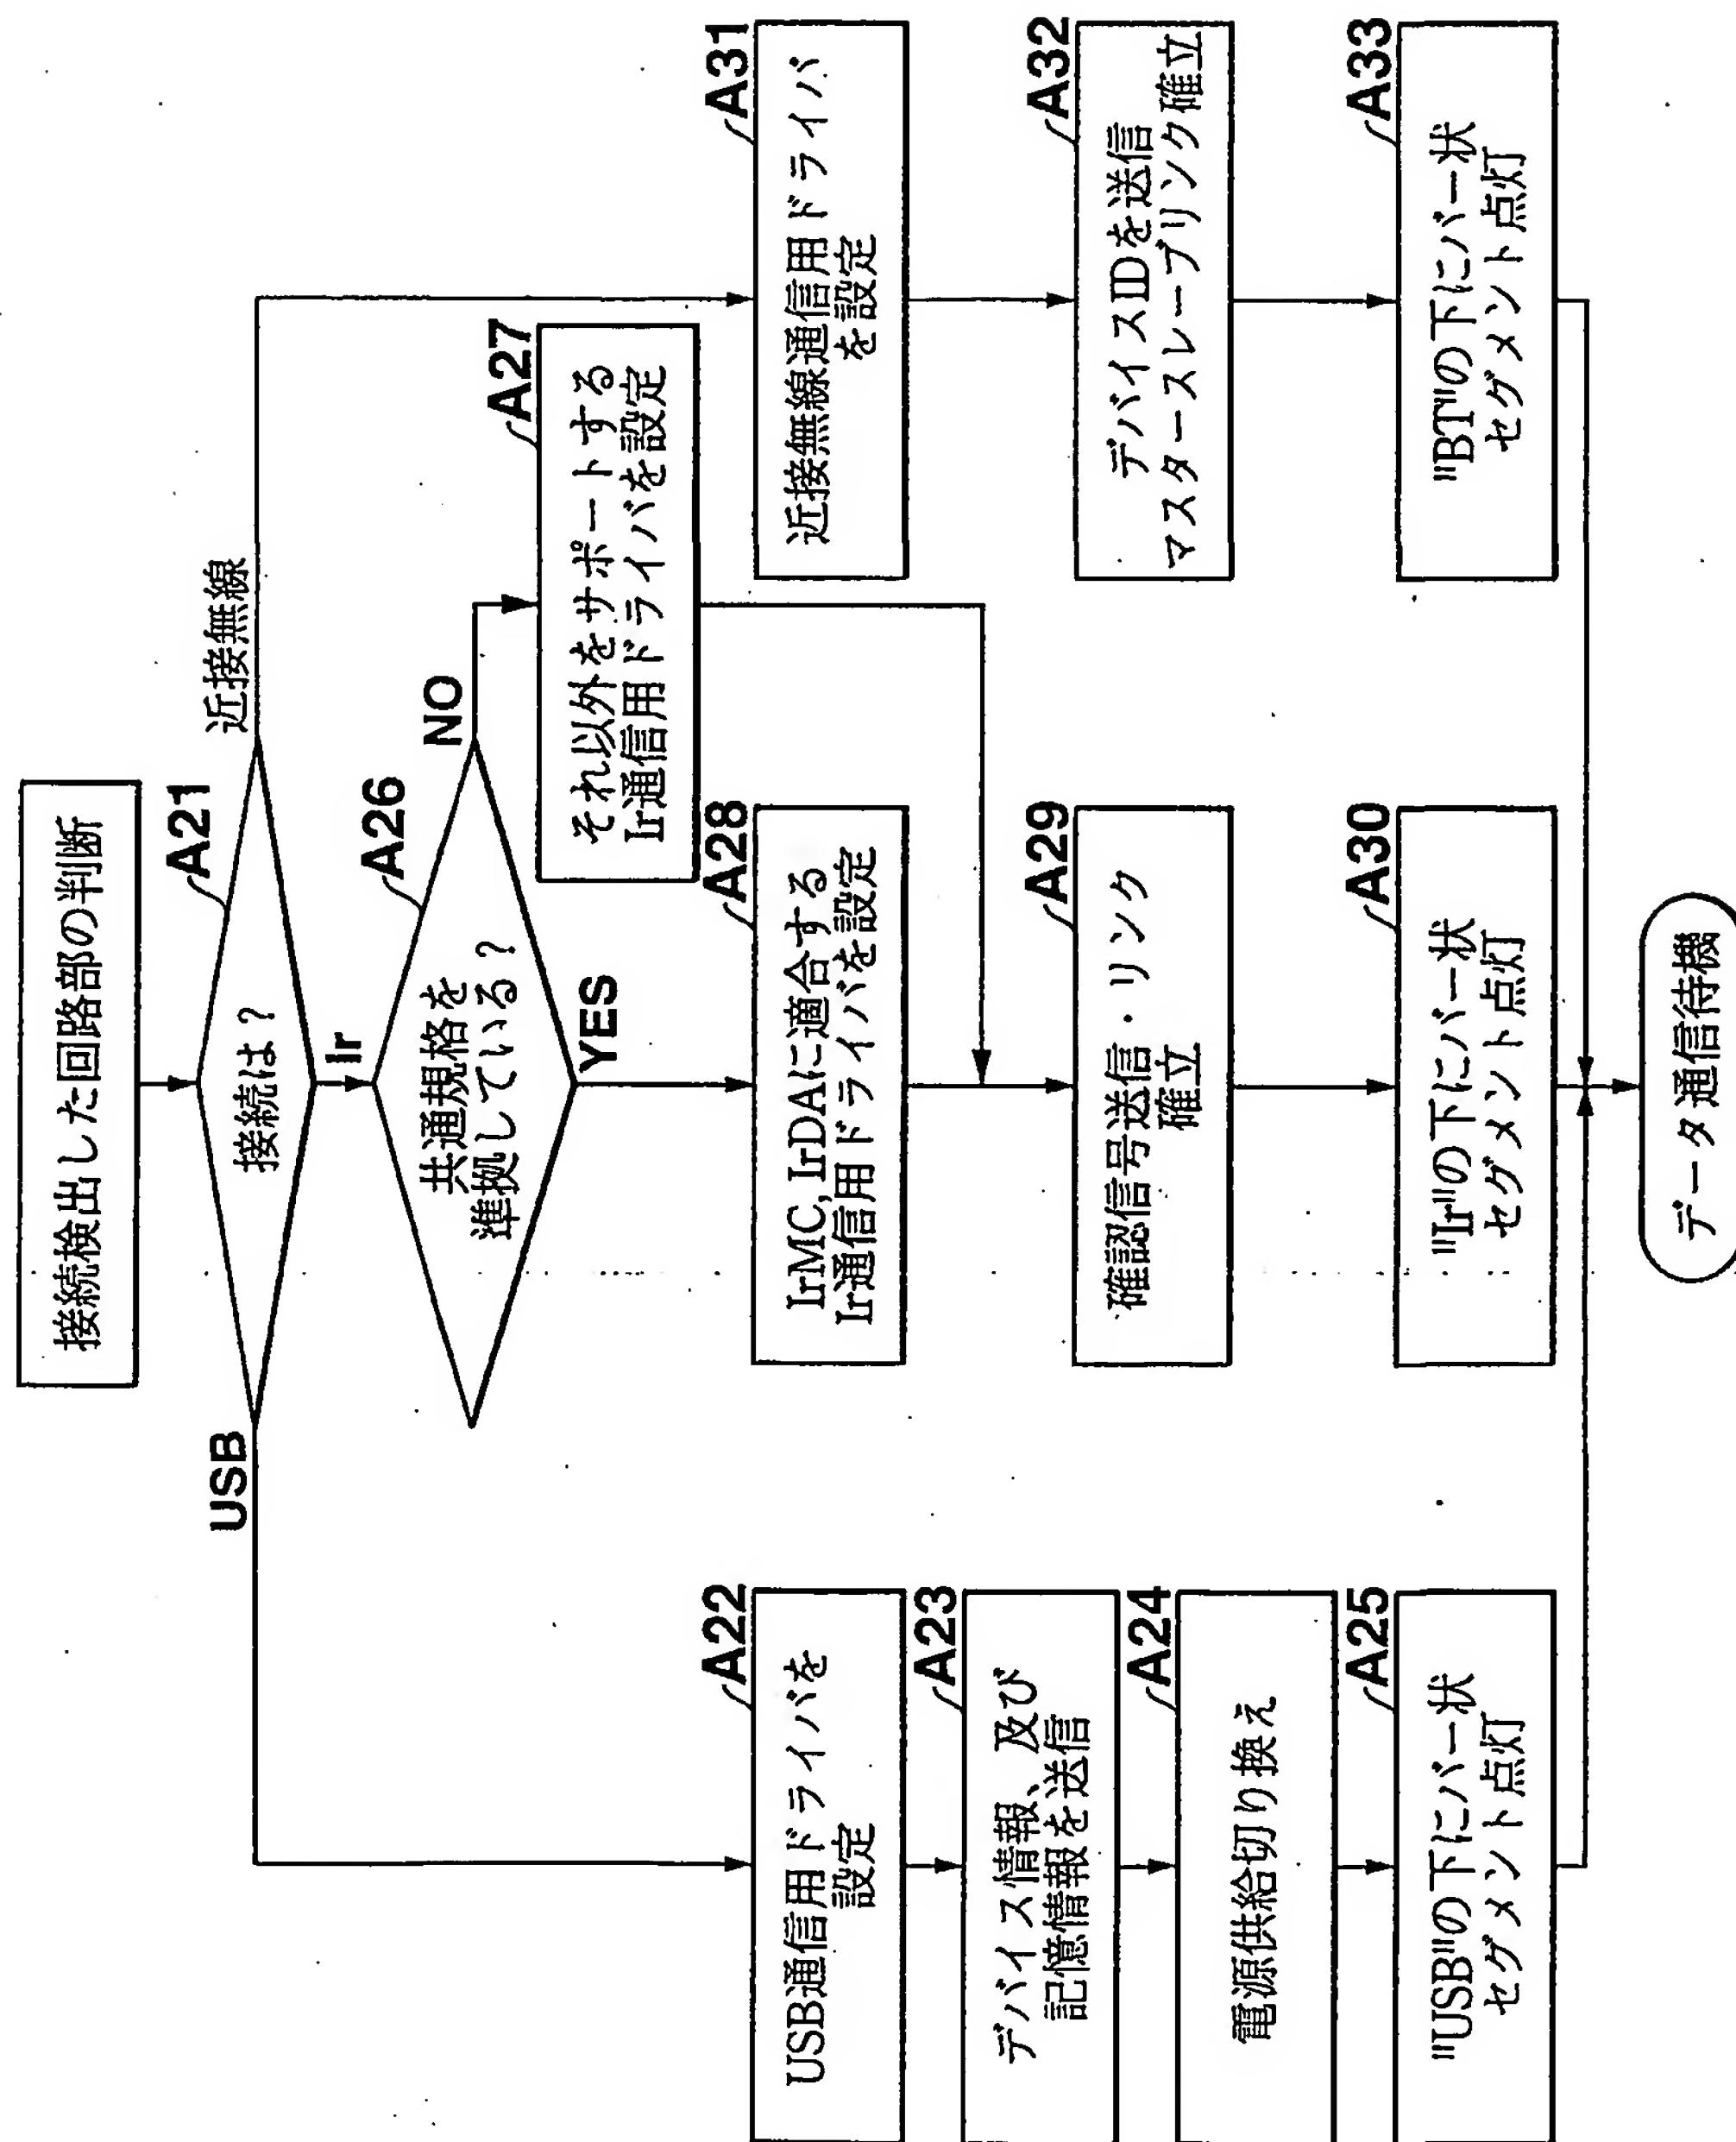 接続検出した回路部の判断
A21
接続は?
USB
Ir
近接無線
A26
共通規格を
準拠している?
NO
YES
A27
それ以外をサポートする
Ir通信用ドライバを設定
A22
USB通信用ドライバを
設定
A23
デバイス情報、及び
記憶情報を送信
A24
電源供給切り換え
A25
"USB"の下にバー状
セグメント点灯
A28
IrMC,IrDAに適合する
Ir通信用ドライバを設定
A29
確認信号送信・リンク
確立
A30
"Ir"の下にバー状
セグメント点灯
A31
近接無線通信用ドライバ
を設定
A32
デバイスIDを送信
マスタースレーブリンク確立
A33
"BT"の下にバー状
セグメント点灯
データ通信待機